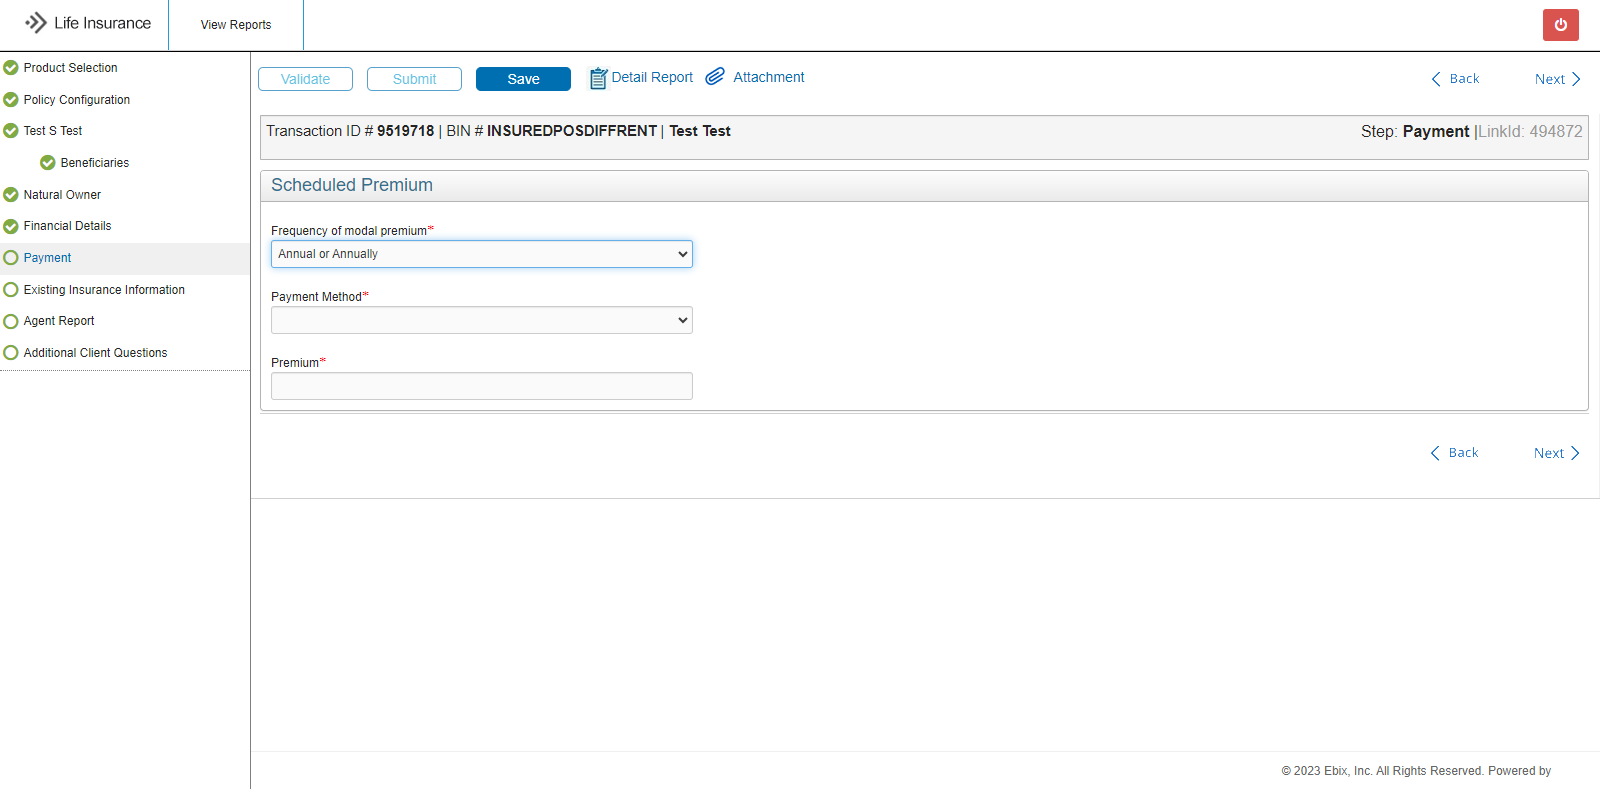 Life Insurance
View Reports
Product Selection
Policy Configuration
Test S Test
Beneficiaries
Natural Owner
Financial Details
Payment
Existing Insurance Information
Agent Report
Additional Client Questions
Validate Submit Save Detail Report Attachment Back Next
Transaction ID # 9519718 | BIN # INSUREDPOSDIFFRENT | Test Test Step: Payment |LinkId: 494872
Scheduled Premium
Frequency of modal premium*
Annual or Annually
Payment Method*
Premium*
Back Next
© 2023 Ebix, Inc. All Rights Reserved. Powered by